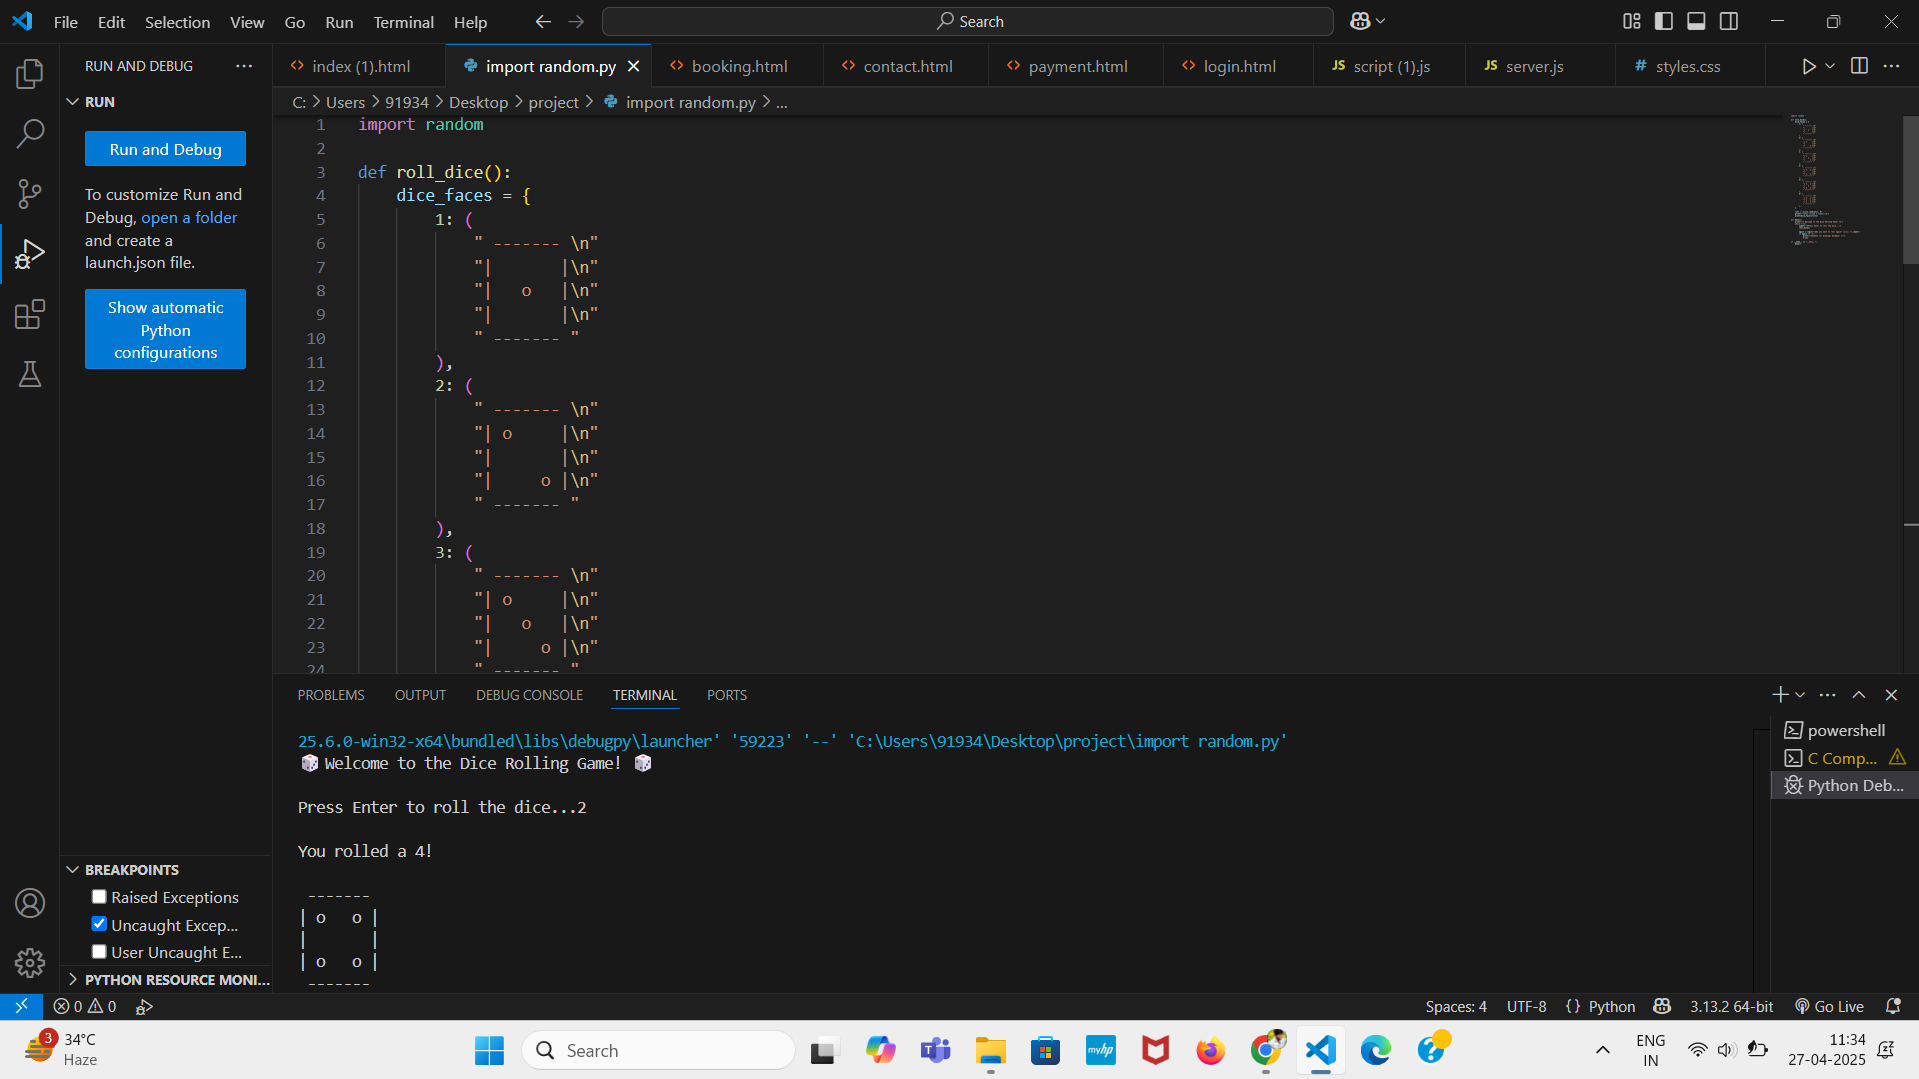 File Edit Selection View Go Run Terminal Help
Search
RUN AND DEBUG
RUN
Run and Debug
To customize Run and
Debug, open a folder
and create a
launch.json file.
Show automatic
Python
configurations
BREAKPOINTS
Raised Exceptions
Uncaught Excep...
User Uncaught E...
PYTHON RESOURCE MONI...
index (1).html import random.py booking.html contact.html payment.html login.html JS script (1).js JS server.js # styles.css
C: > Users > 91934 > Desktop > project > import random.py > ...
1 import random
2
3 def roll_dice():
4     dice_faces = {
5         1: (
6             " ------- \n"
7             "|       |\n"
8             "|   o   |\n"
9             "|       |\n"
10             " ------- "
11         ),
12         2: (
13             " ------- \n"
14             "| o     |\n"
15             "|       |\n"
16             "|     o |\n"
17             " ------- "
18         ),
19         3: (
20             " ------- \n"
21             "| o     |\n"
22             "|   o   |\n"
23             "|     o |\n"
24             " ------- "
PROBLEMS OUTPUT DEBUG CONSOLE TERMINAL PORTS
25.6.0-win32-x64\bundled\libs\debugpy\launcher' '59223' '--' 'C:\Users\91934\Desktop\project\import random.py'
🎲 Welcome to the Dice Rolling Game! 🎲
Press Enter to roll the dice...2
You rolled a 4!
 -------
| o   o |
|       |
| o   o |
 -------
powershell
C Comp...
Python Deb...
0 0
Spaces: 4 UTF-8 {} Python 3.13.2 64-bit Go Live
3
34°C
Haze
Search
myhp
ENG
IN
11:34
27-04-2025